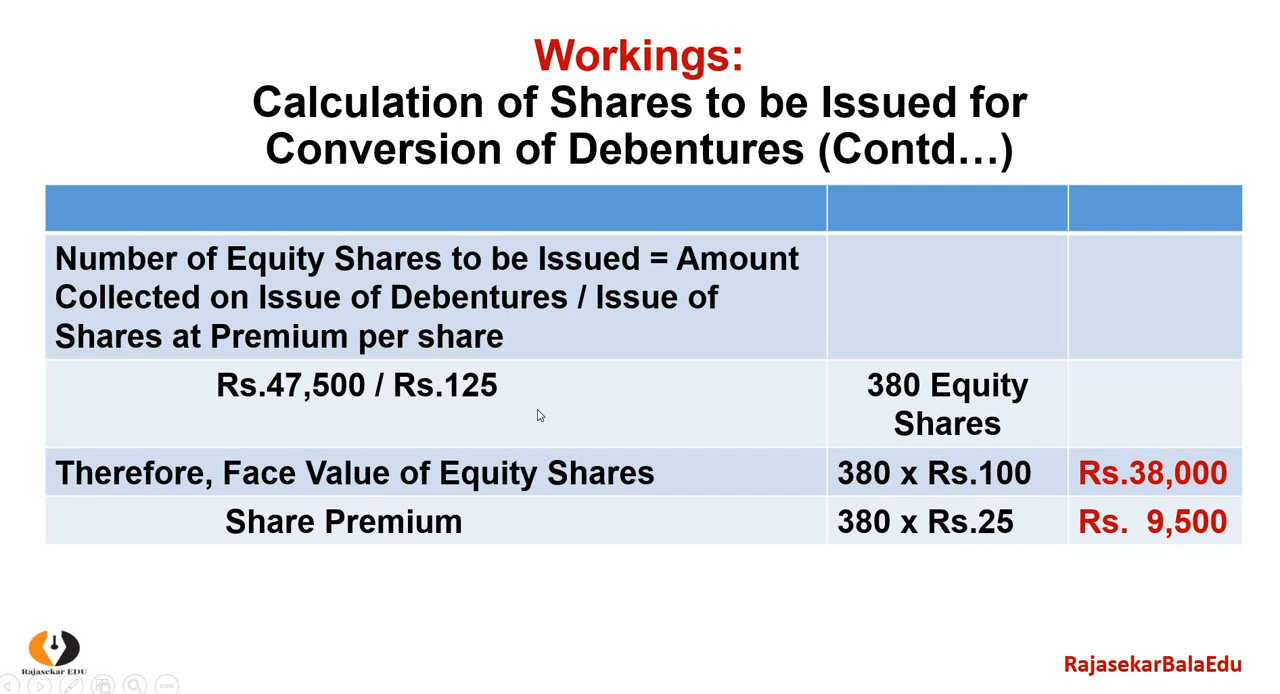 Workings:
Calculation of Shares to be Issued for
Conversion of Debentures (Contd…)
Number of Equity Shares to be Issued = Amount
Collected on Issue of Debentures / Issue of
Shares at Premium per share
Rs.47,500 / Rs.125
380 Equity
Shares
Therefore, Face Value of Equity Shares
380 x Rs.100
Rs.38,000
Share Premium
380 x Rs.25
Rs. 9,500
Rajasekar EDU
RajasekarBalaEdu